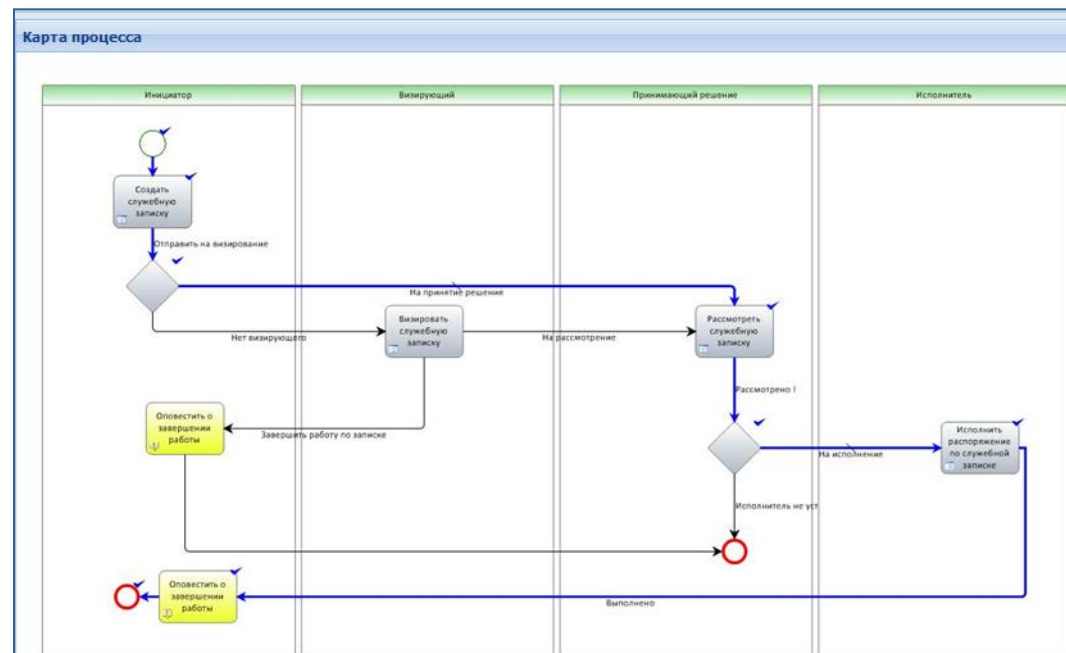 Карта процесса
Инициатор
Визирующий
Принимающий решение
Исполнитель
Создать
служебную
записку
Отправить на визирование
На принятие решения
Нет визирующего
Визировать
служебную
записку
На рассмотрение
Рассмотреть
служебную
записку
Рассмотрено !
Оповестить о
завершении
работы
Завершить работу по записке
На исполнение
Исполнить
распоряжение
по служебной
записке
Исполнитель не уст
Оповестить о
завершении
работы
Выполнено